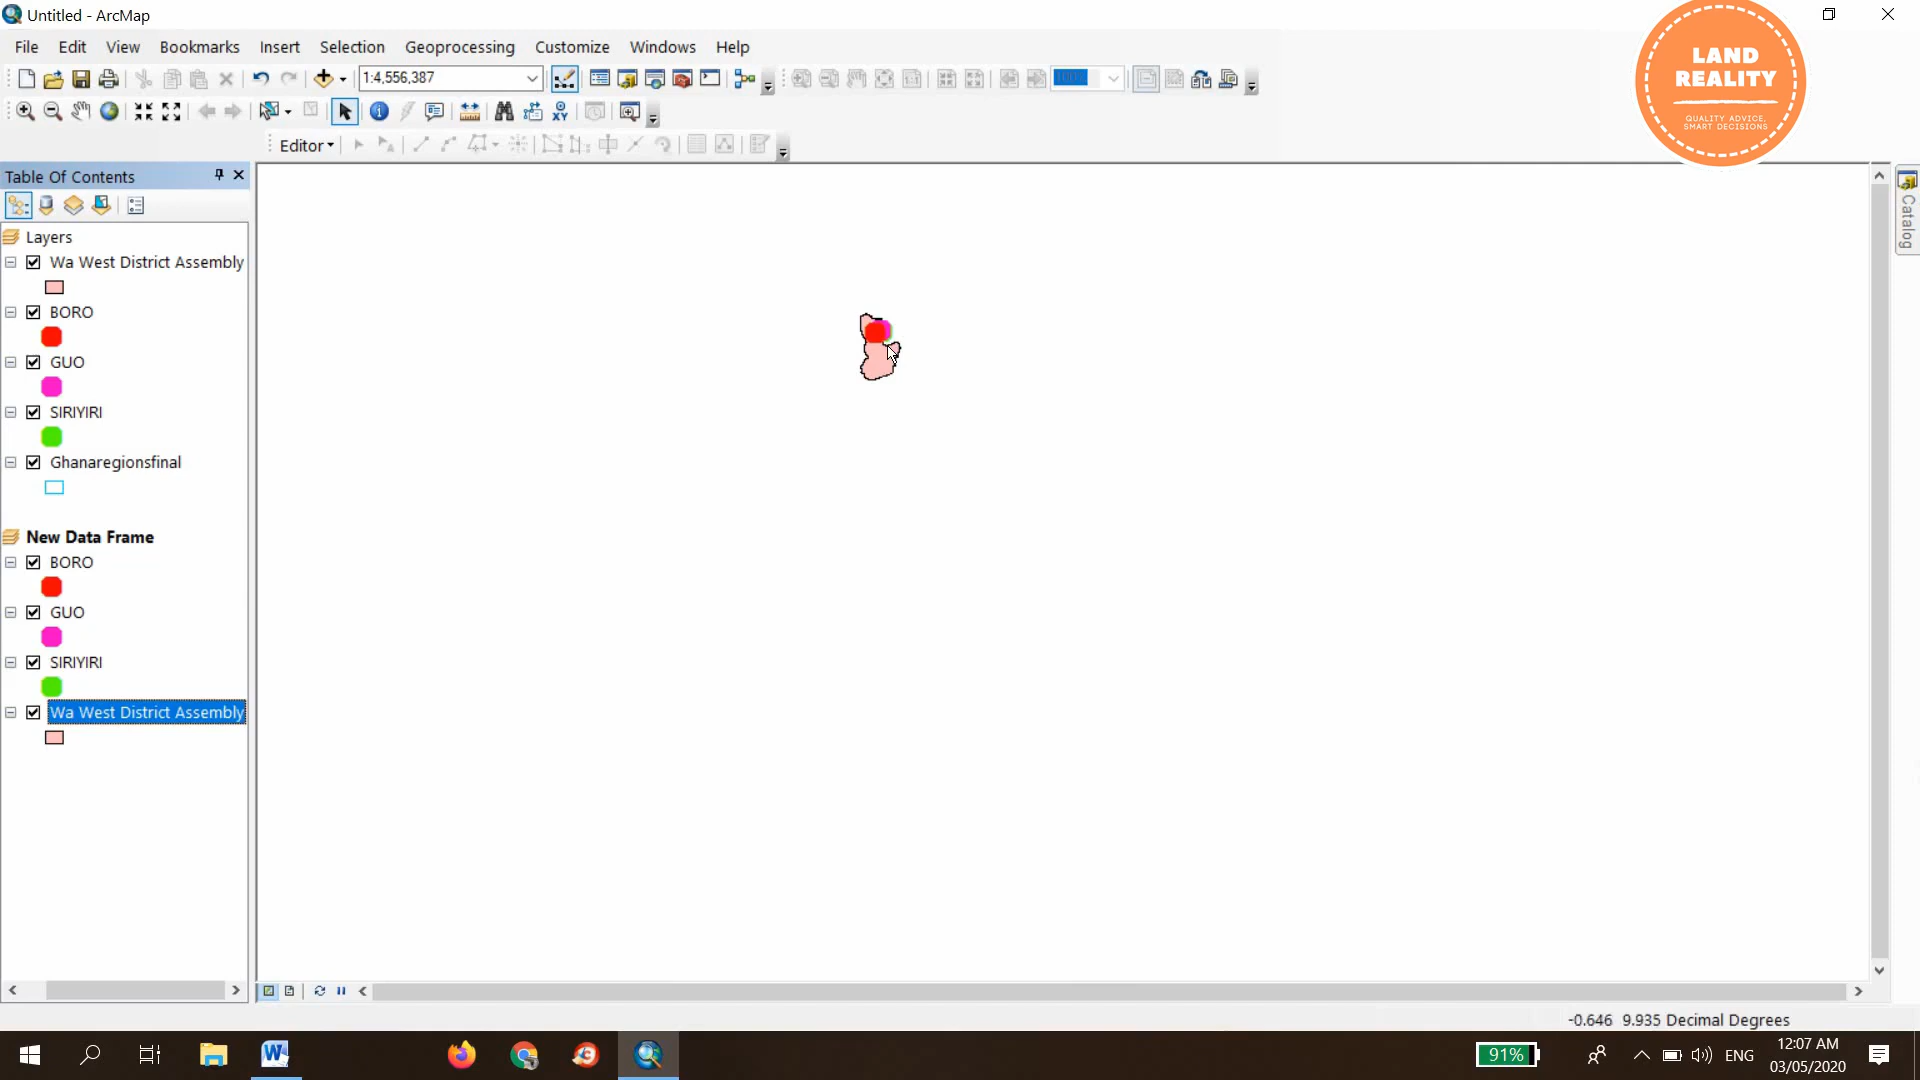 Untitled - ArcMap
File Edit View Bookmarks Insert Selection Geoprocessing Customize Windows Help
1:4,556,387
Editor
LAND
REALITY
QUALITY ADVICE,
SMART DECISIONS
Table Of Contents
Layers
Wa West District Assembly
BORO
GUO
SIRIYIRI
Ghanaregionsfinal
New Data Frame
BORO
GUO
SIRIYIRI
Wa West District Assembly
Catalog
-0.646 9.935 Decimal Degrees
91%
ENG
12:07 AM
03/05/2020